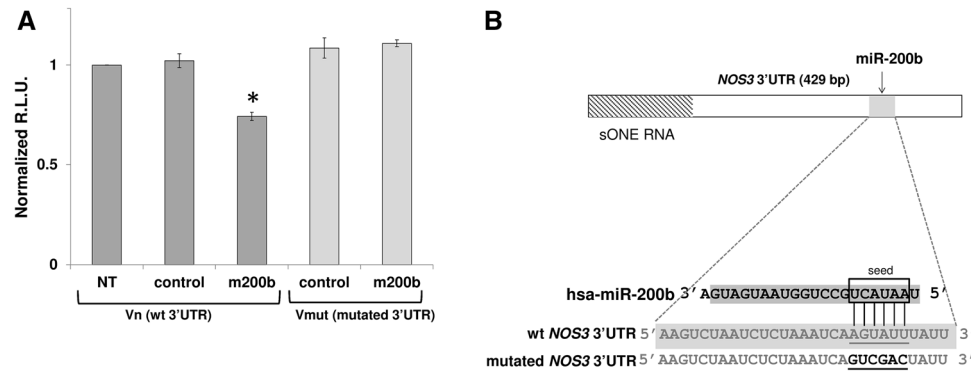 A
Normalized R.L.U.
1
0.5
0
*
NT control m200b control m200b
Vn (wt 3'UTR) Vmut (mutated 3'UTR)
B
miR-200b
NOS3 3'UTR (429 bp)
sONE RNA
seed
hsa-miR-200b 3' AGUAGUAAUGGUCCGUCAUAAU 5'
wt NOS3 3'UTR 5' AAGUCUAAUCUCUAAAUCAAGUAUUUAUU 3'
mutated NOS3 3'UTR 5' AAGUCUAAUCUCUAAAUCAGUCGACUAUU 3'